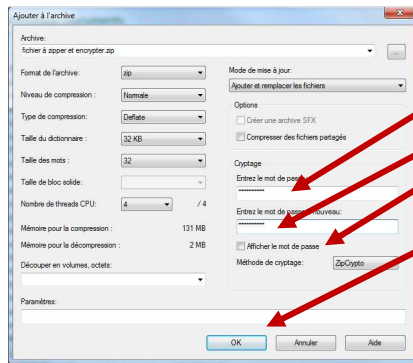 Ajouter à l'archive
Archive:
fichier à zipper et encrypter.zip
...
Format de l'archive: zip
Niveau de compression : Normale
Type de compression: Deflate
Taille du dictionnaire : 32 KB
Taille des mots : 32
Taille de bloc solide:
Nombre de threads CPU: 4 / 4
Mémoire pour la compression : 131 MB
Mémoire pour la décompression : 2 MB
Découper en volumes, octets:
Mode de mise à jour:
Ajouter et remplacer les fichiers
Options
Créer une archive SFX
Compresser des fichiers partagés
Cryptage
Entrez le mot de
Entrez le mot de
Afficher le mot de passe
Méthode de cryptage: ZipCrypto
Paramètres:
OK Annuler Aide